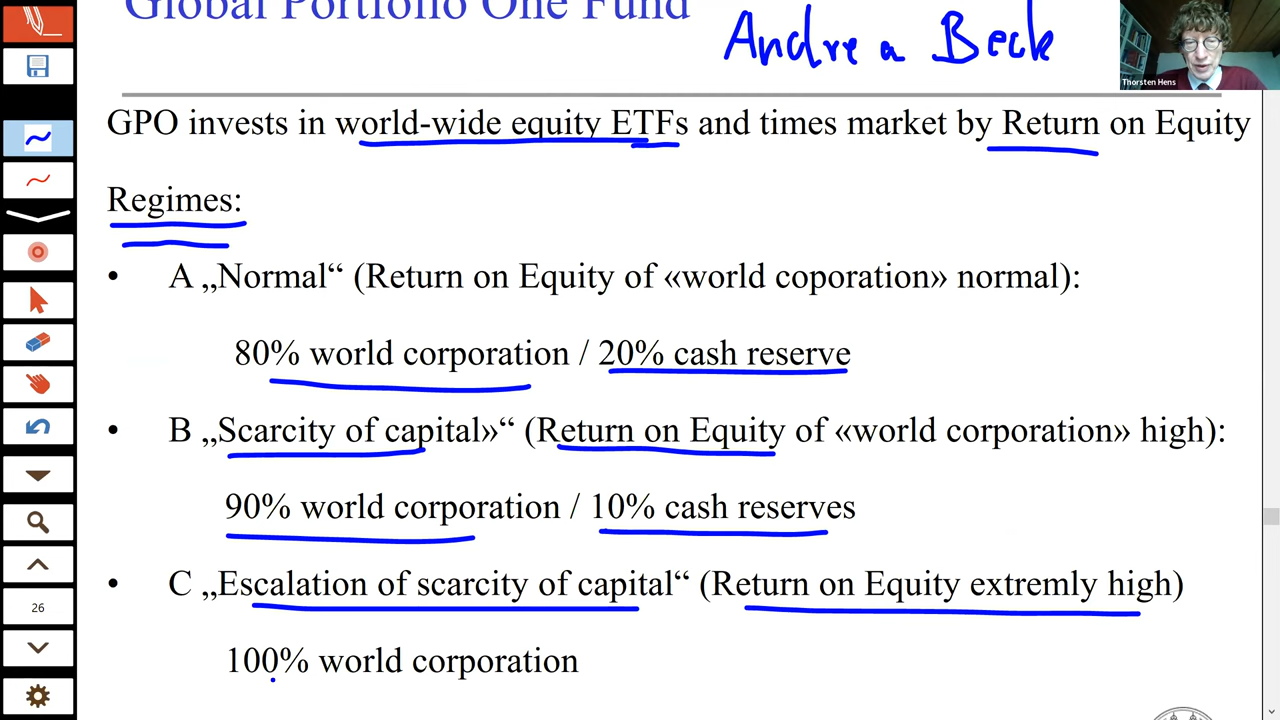 Global Portfolio One Fund
Andrea Beck
Thorsten Hens
GPO invests in world-wide equity ETFs and times market by Return on Equity
Regimes:
• A „Normal“ (Return on Equity of «world coporation» normal):
80% world corporation / 20% cash reserve
• B „Scarcity of capital»“ (Return on Equity of «world corporation» high):
90% world corporation / 10% cash reserves
• C „Escalation of scarcity of capital“ (Return on Equity extremly high)
100% world corporation
26